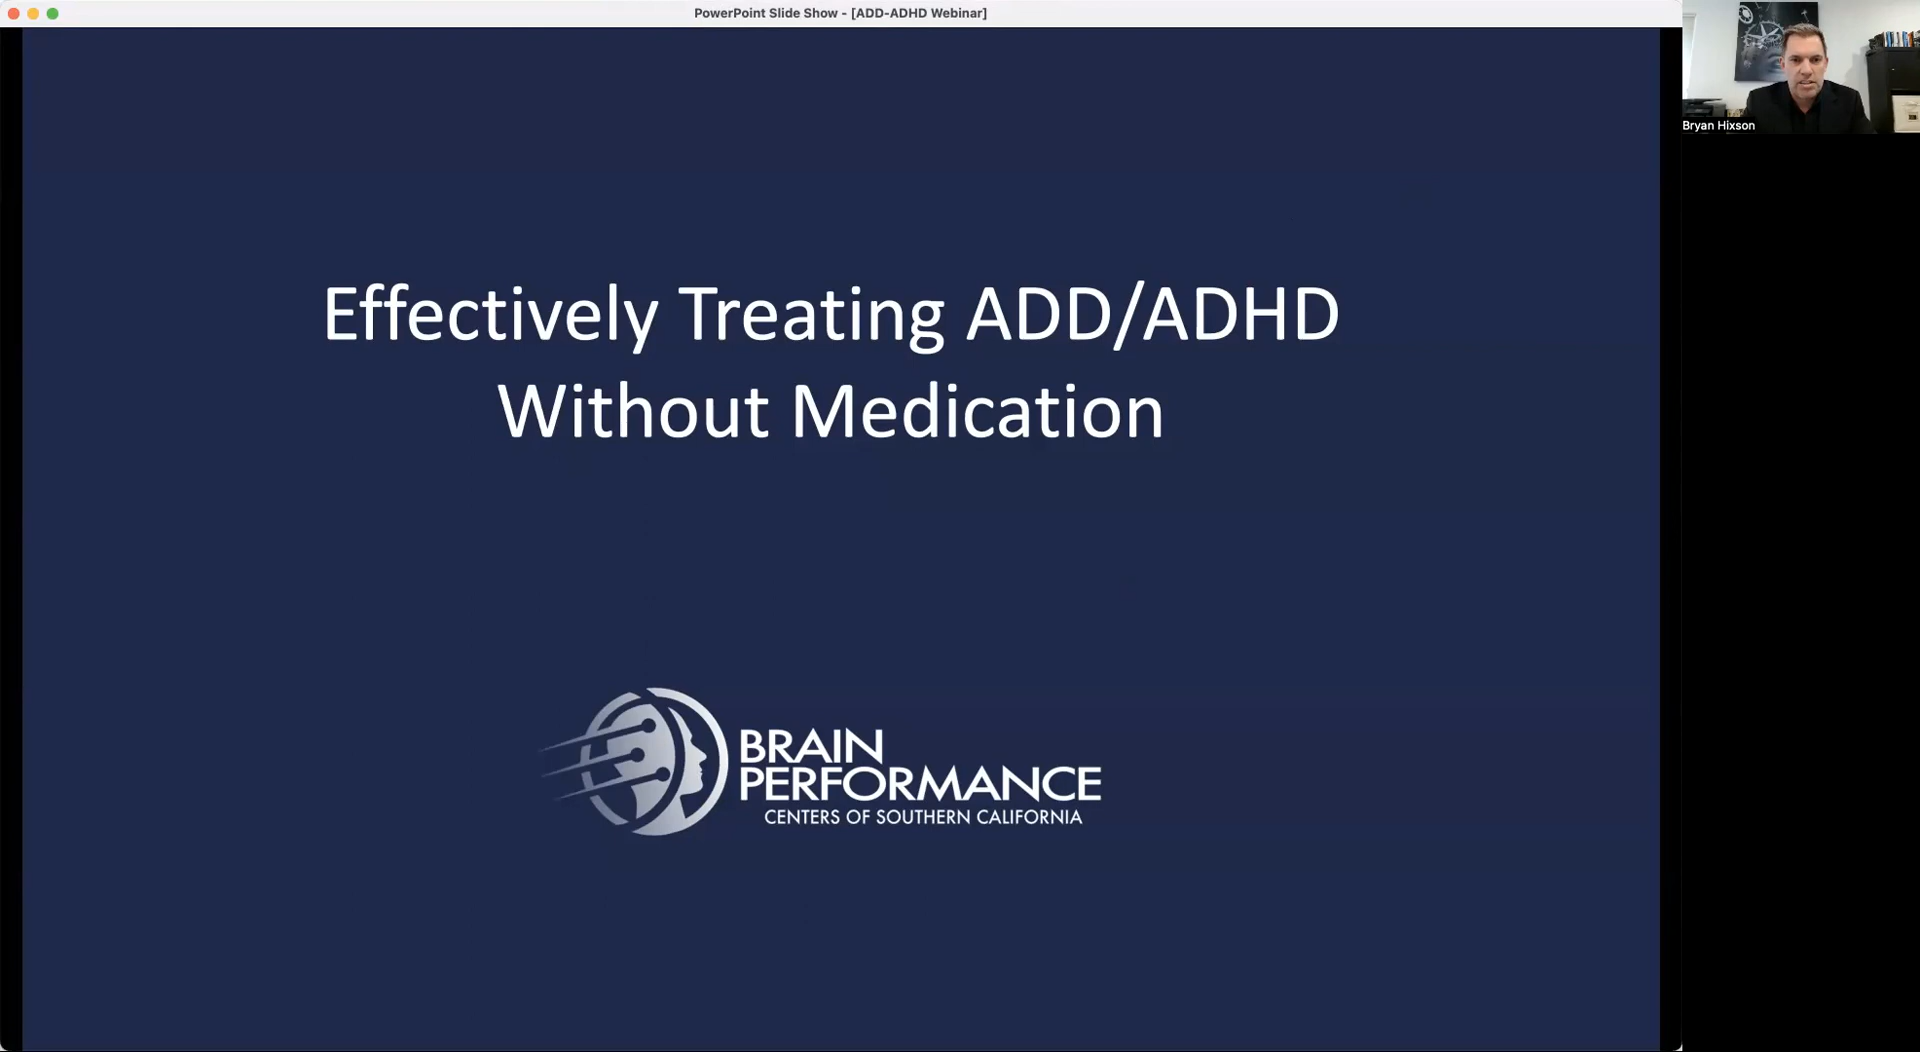 PowerPoint Slide Show - [ADD-ADHD Webinar]
Bryan Hixson
Effectively Treating ADD/ADHD
Without Medication
BRAIN
PERFORMANCE
CENTERS OF SOUTHERN CALIFORNIA